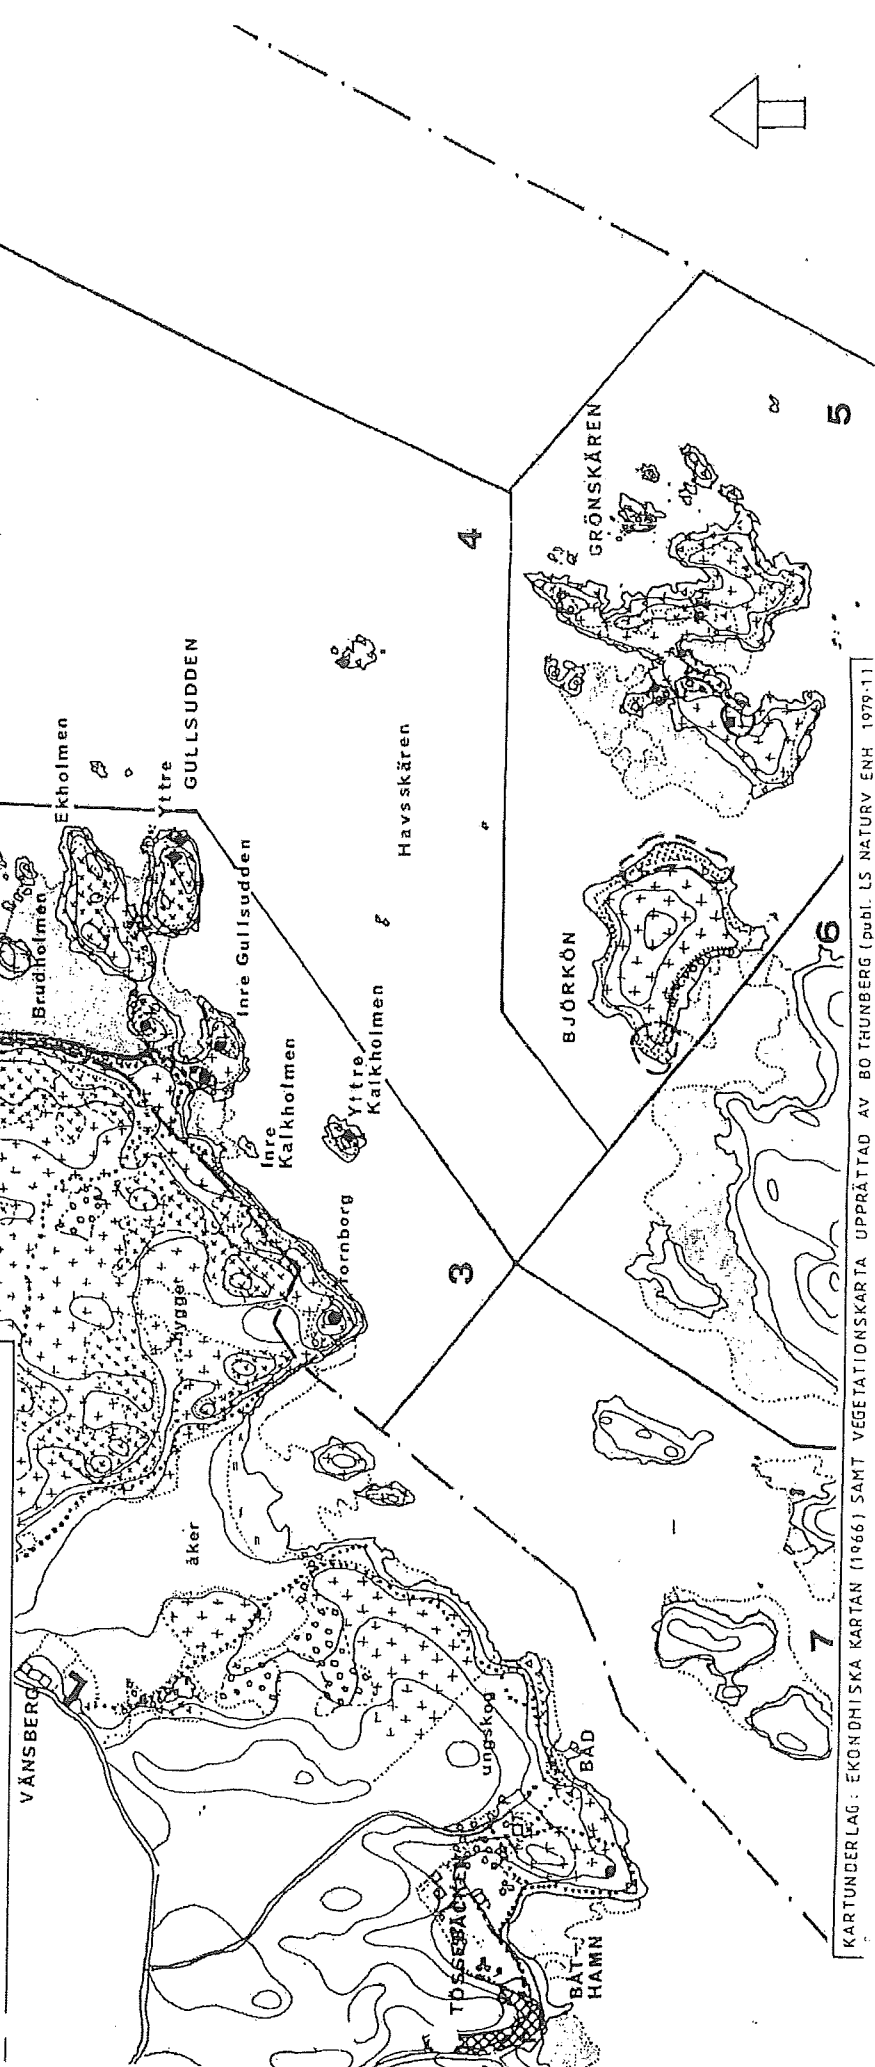 Ekholmen
Yttre
GULLSUDDEN
Brudholmen
Inre Gullsudden
Havsskären
Inre
Kalkholmen
Yttre
Kalkholmen
Tornborg
hygge
åker
VÄNSBERG
ungskog
BAD
TÖSSEBÄCKEN
BÅT-
HAMN
BJÖRKÖN
GRÖNSKÄREN
3
4
5
6
7
KARTUNDERLAG: EKONOMISKA KARTAN (1966) SAMT VEGETATIONSKARTA UPPRÄTTAD AV BO THUNBERG (publ. LS NATURV ENH 1979:11